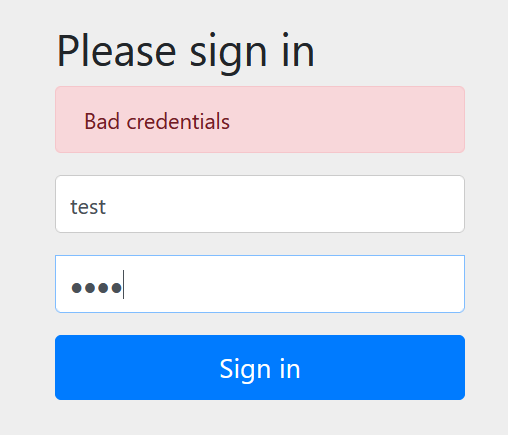 Please sign in
Bad credentials
test
••••
Sign in